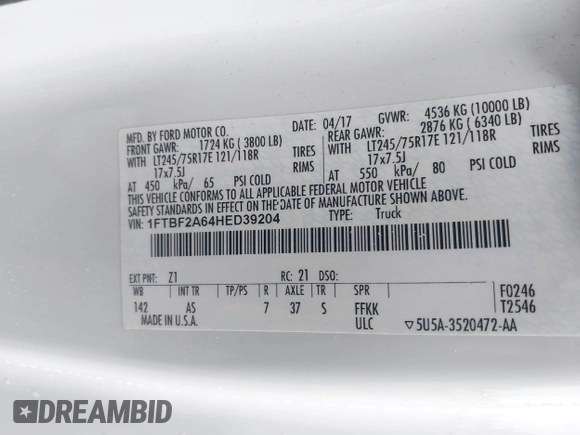 MFD. BY FORD MOTOR CO.
DATE: 04/17 GVWR: 4536 KG (10000 LB)
FRONT GAWR: 1724 KG ( 3800 LB)
REAR GAWR: 2876 KG ( 6340 LB)
WITH LT245/75R17E 121/118R TIRES
WITH LT245/75R17E 121/118R TIRES
17x7.5J RIMS
17x7.5J RIMS
AT 450 kPa/ 65 PSI COLD
AT 550 kPa/ 80 PSI COLD
THIS VEHICLE CONFORMS TO ALL APPLICABLE FEDERAL MOTOR VEHICLE
SAFETY STANDARDS IN EFFECT ON THE DATE OF MANUFACTURE SHOWN ABOVE.
VIN: 1FTBF2A64HED39204 TYPE: Truck
EXT PNT: Z1 RC: 21 DSO:
WB INT TR TP/PS R AXLE TR SPR
142 AS 7 37 S FFKK
F0246
T2546
MADE IN U.S.A. ULC ▽5U5A-3520472-AA
DREAMBID